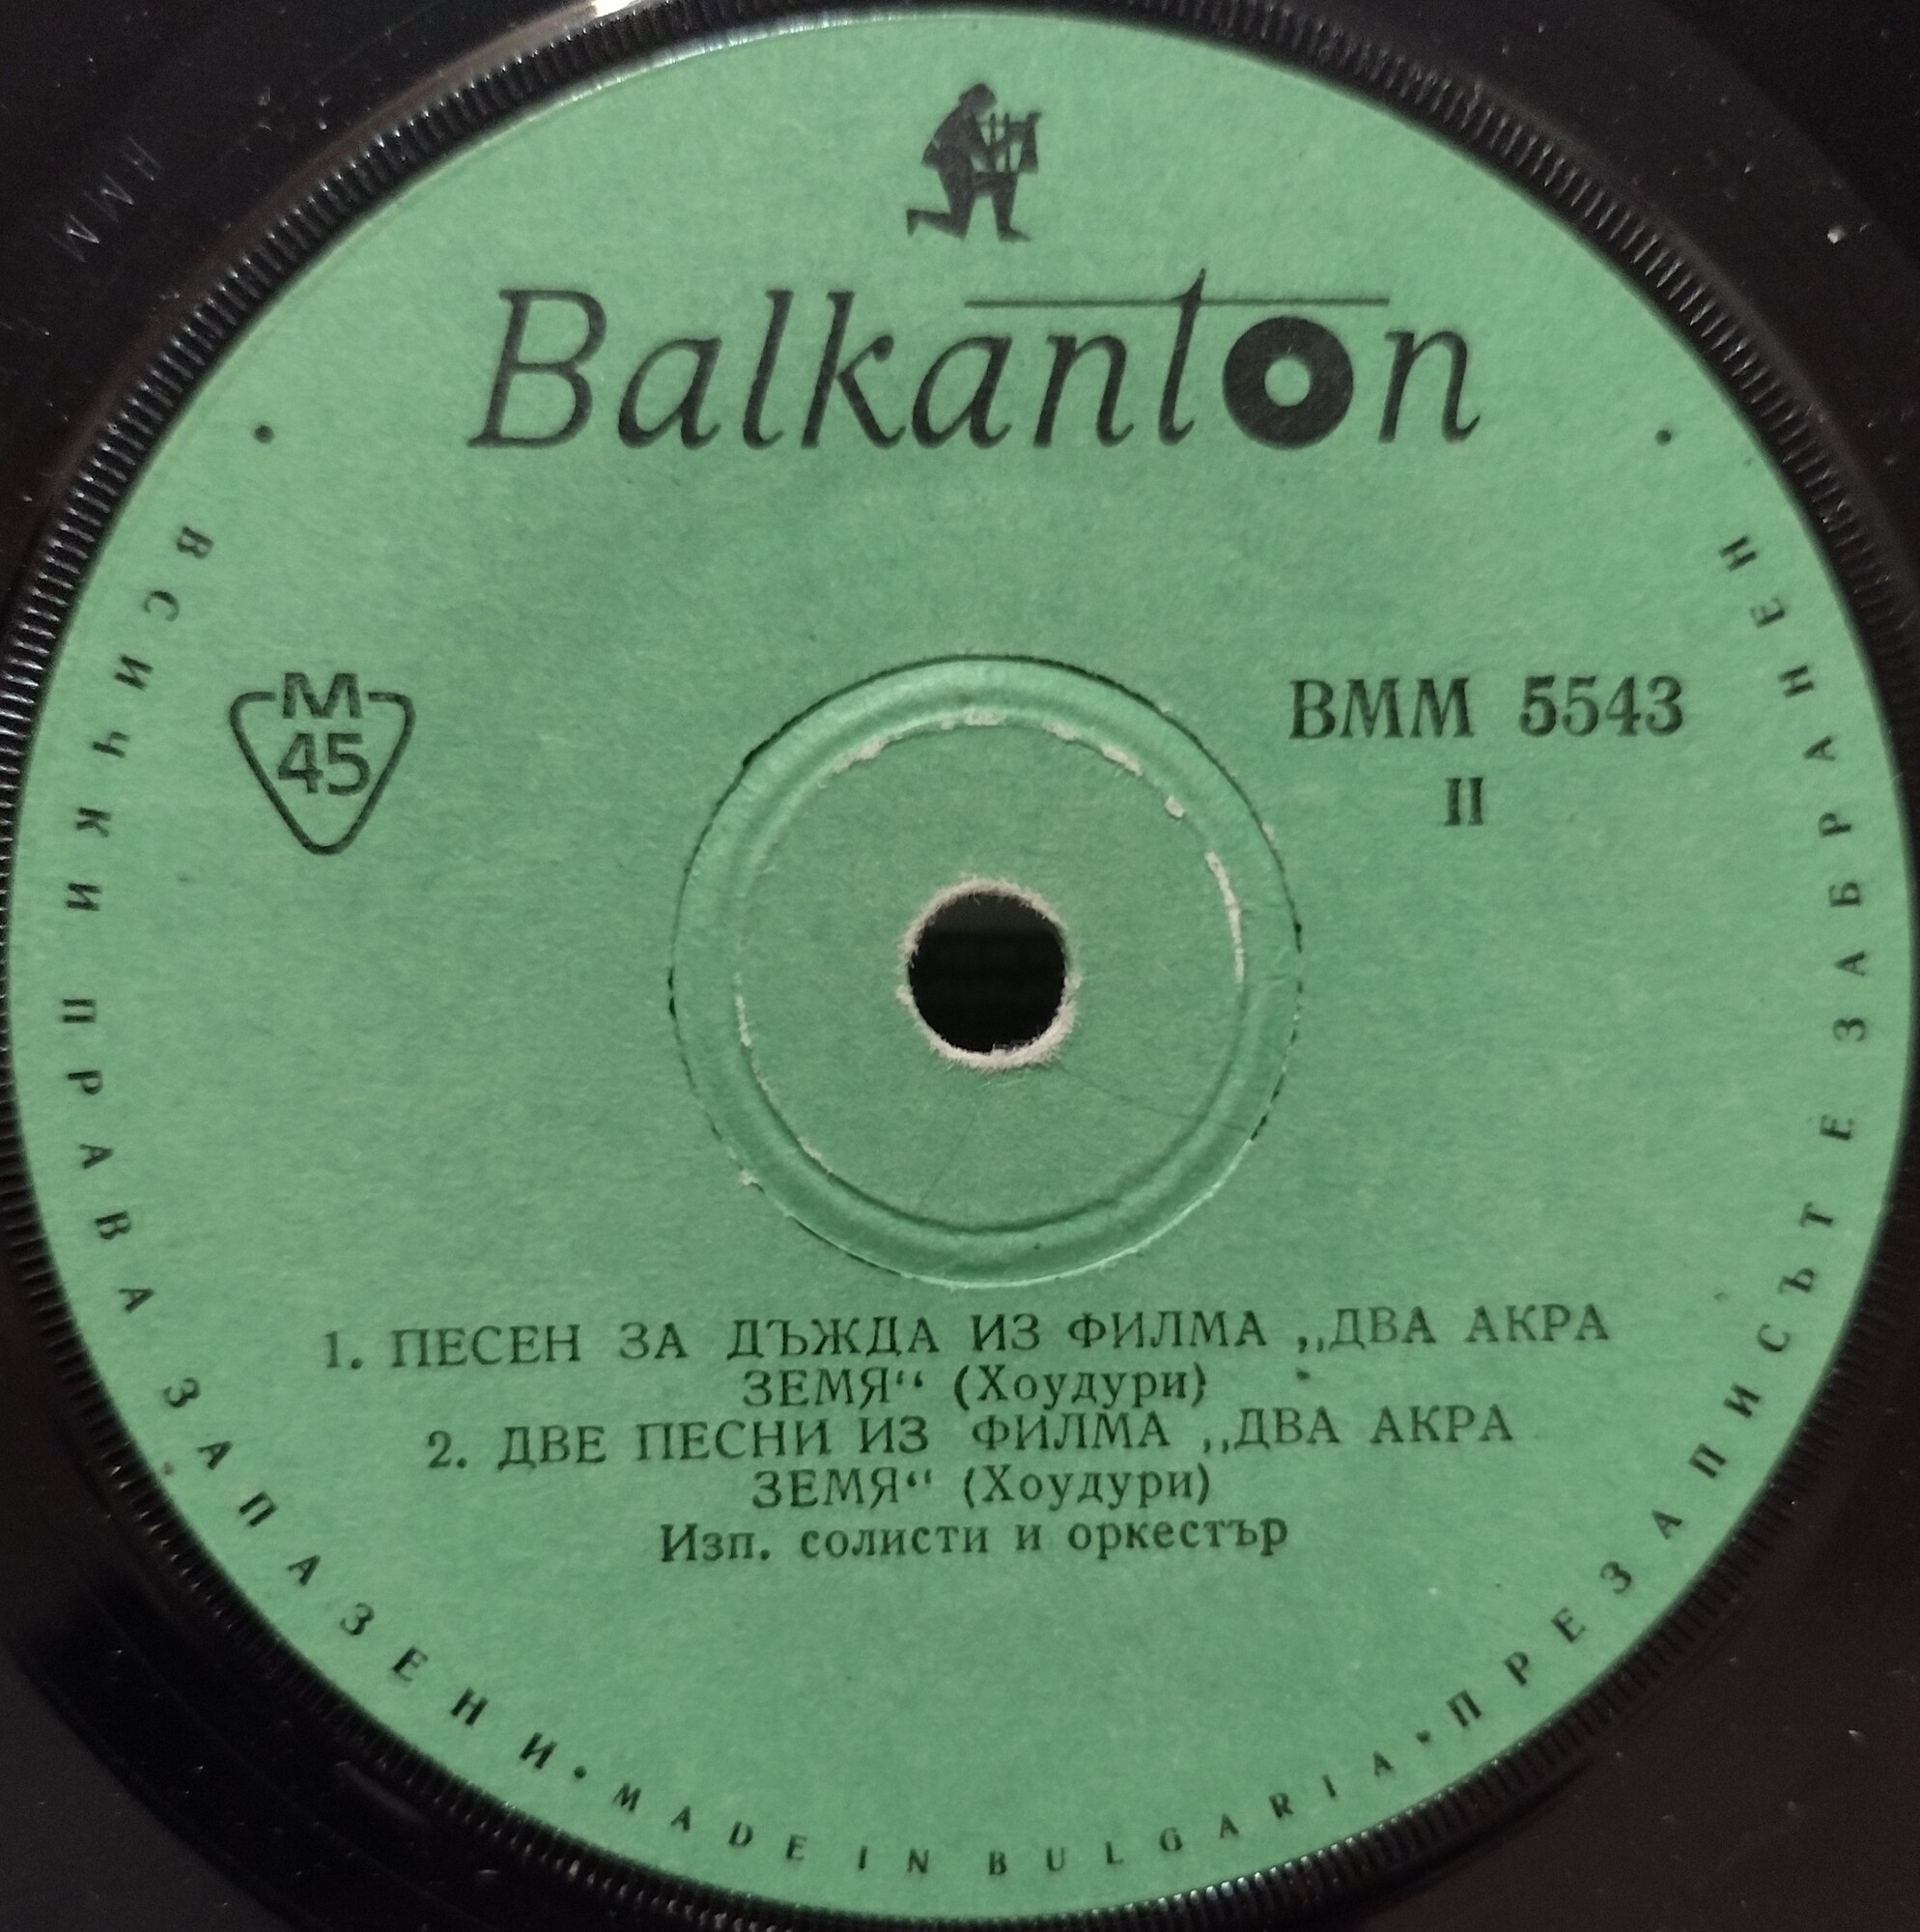 Balkanton
M
45
ВММ 5543
II
1. ПЕСЕН ЗА ДЪЖДА ИЗ ФИЛМА „ДВА АКРА
ЗЕМЯ“ (Хоудури)
2. ДВЕ ПЕСНИ ИЗ ФИЛМА „ДВА АКРА
ЗЕМЯ“ (Хоудури)
Изп. солисти и оркестър
• ВСИЧКИ ПРАВА ЗАПАЗЕНИ • MADE IN BULGARIA • ПРЕЗАПИСЪТ Е ЗАБРАНЕН •